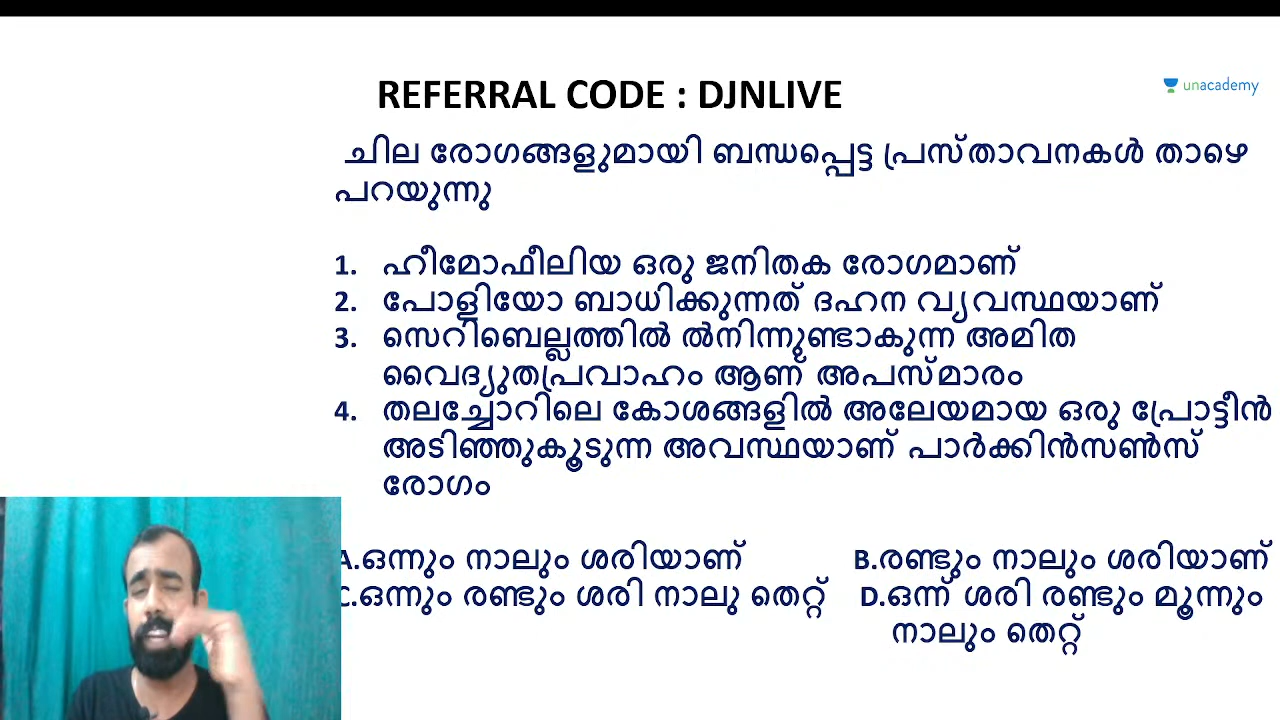 REFERRAL CODE : DJNLIVE
unacademy
ചില രോഗങ്ങളുമായി ബന്ധപ്പെട്ട പ്രസ്താവനകൾ താഴെ
പറയുന്നു
1. ഹീമോഫീലിയ ഒരു ജനിതക രോഗമാണ്
2. പോളിയോ ബാധിക്കുന്നത് ദഹന വ്യവസ്ഥയാണ്
3. സെറിബെല്ലത്തിൽ ൽനിന്നുണ്ടാകുന്ന അമിത
വൈദ്യുതപ്രവാഹം ആണ് അപസ്മാരം
4. തലച്ചോറിലെ കോശങ്ങളിൽ അലേയമായ ഒരു പ്രോട്ടീൻ
അടിഞ്ഞുകൂടുന്ന അവസ്ഥയാണ് പാർക്കിൻസൺസ്
രോഗം
A.ഒന്നും നാലും ശരിയാണ് B.രണ്ടും നാലും ശരിയാണ്
C.ഒന്നും രണ്ടും ശരി നാലു തെറ്റ് D.ഒന്ന് ശരി രണ്ടും മൂന്നും
നാലും തെറ്റ്